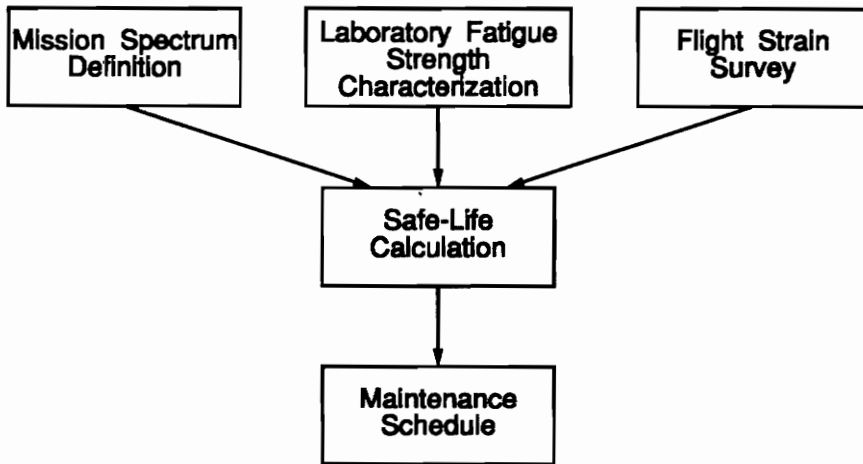 Mission Spectrum
Definition
Laboratory Fatigue
Strength
Characterization
Flight Strain
Survey
Safe-Life
Calculation
Maintenance
Schedule